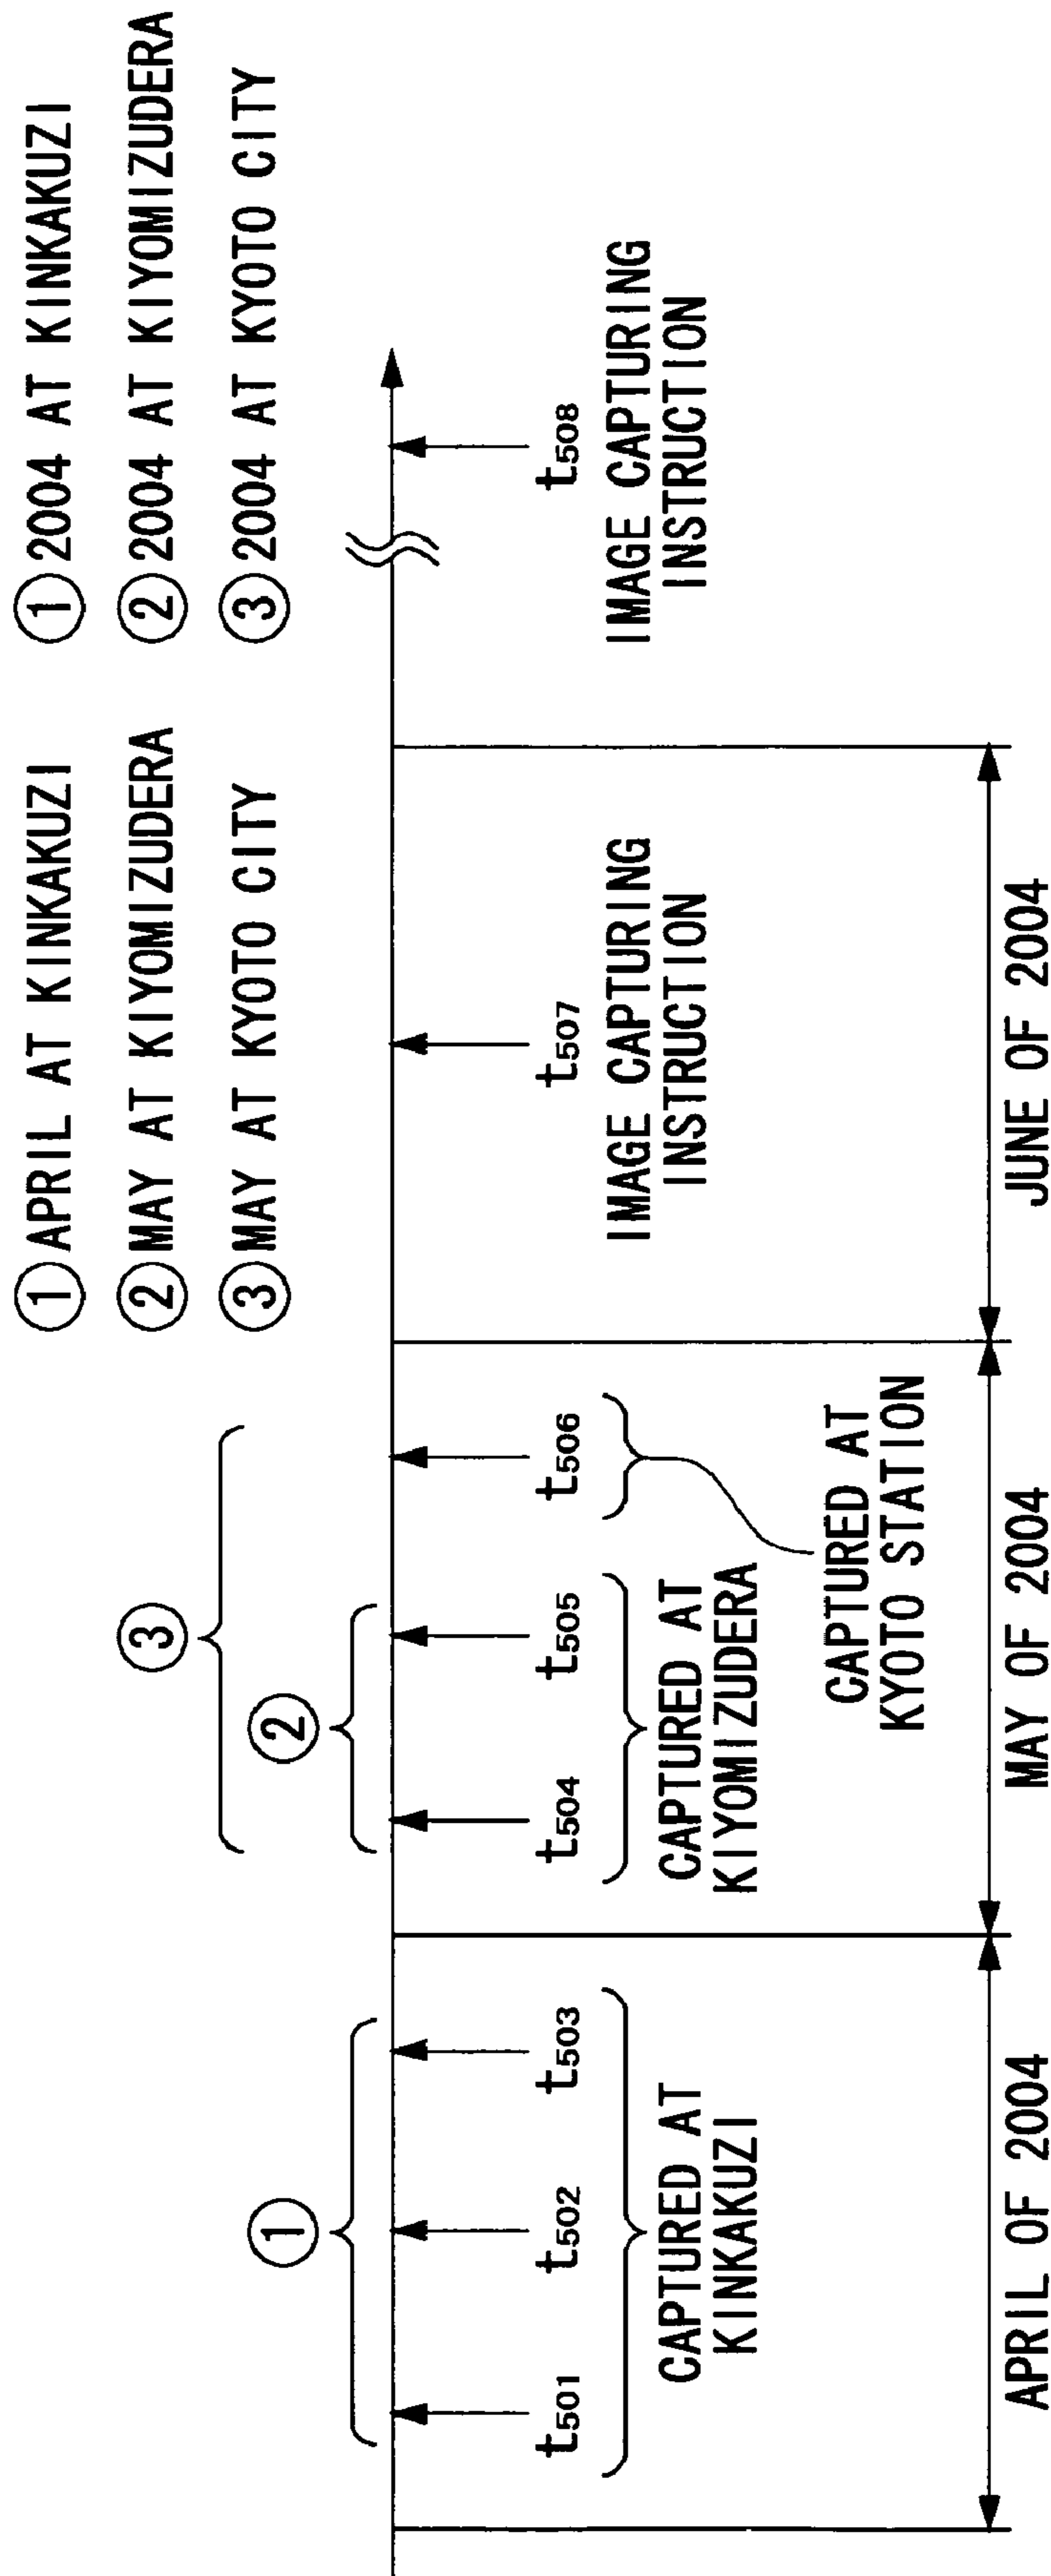 ① APRIL AT KINKAKUZI
② MAY AT KIYOMIZUDERA
③ MAY AT KYOTO CITY
① 2004 AT KINKAKUZI
② 2004 AT KIYOMIZUDERA
③ 2004 AT KYOTO CITY
①
②
③
t501
t502
t503
t504
t505
t506
t507
t508
CAPTURED AT
KINKAKUZI
CAPTURED AT
KIYOMIZUDERA
CAPTURED AT
KYOTO STATION
IMAGE CAPTURING
INSTRUCTION
IMAGE CAPTURING
INSTRUCTION
APRIL OF 2004
MAY OF 2004
JUNE OF 2004